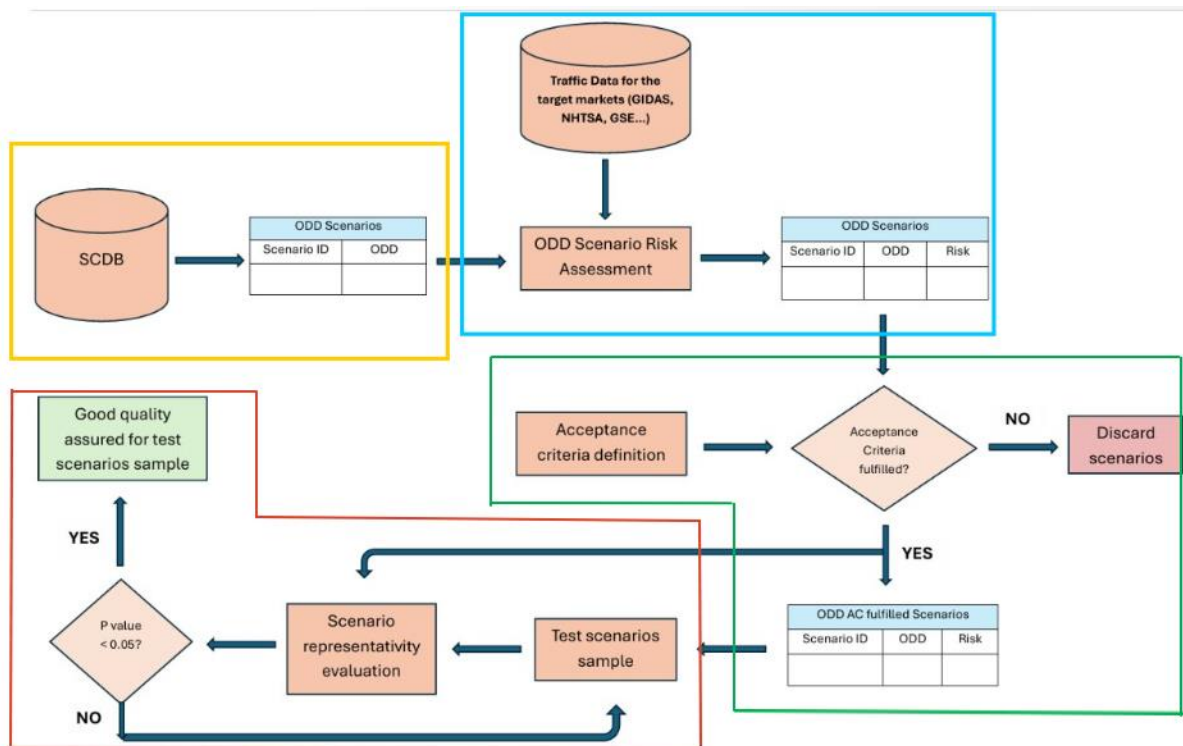 Traffic Data for the
target markets (GIDAS,
NHTSA, GSE...)
SCDB
ODD Scenarios
Scenario ID ODD
ODD Scenario Risk
Assessment
ODD Scenarios
Scenario ID ODD Risk
Good quality
assured for test
scenarios sample
Acceptance
criteria definition
Acceptance
Criteria
fulfilled?
NO
Discard
scenarios
YES
YES
P value
< 0.05?
Scenario
representativity
evaluation
Test scenarios
sample
ODD AC fulfilled Scenarios
Scenario ID ODD Risk
NO